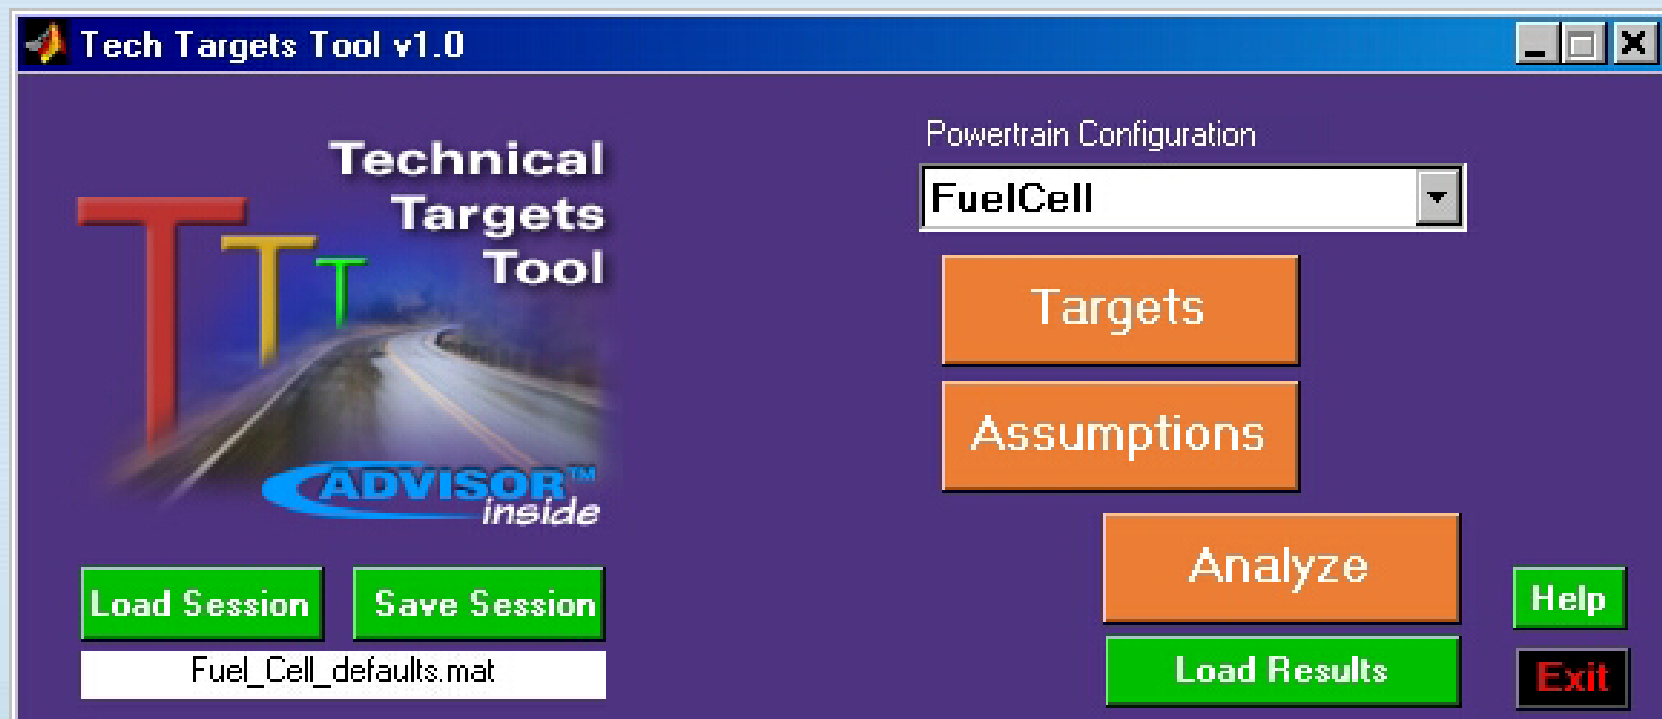 Tech Targets Tool v1.0
Technical
Targets
Tool
T
T
T
ADVISOR™
inside
Load Session
Save Session
Fuel_Cell_defaults.mat
Powertrain Configuration
FuelCell
Targets
Assumptions
Analyze
Load Results
Help
Exit